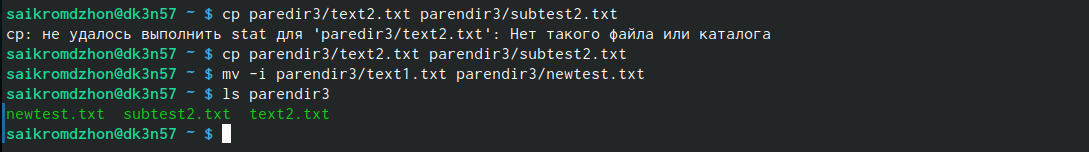 saikromdzhon@dk3n57 ~ $ cp paredir3/text2.txt parendir3/subtest2.txt
cp: не удалось выполнить stat для 'paredir3/text2.txt': Нет такого файла или каталога
saikromdzhon@dk3n57 ~ $ cp parendir3/text2.txt parendir3/subtest2.txt
saikromdzhon@dk3n57 ~ $ mv -i parendir3/text1.txt parendir3/newtest.txt
saikromdzhon@dk3n57 ~ $ ls parendir3
newtest.txt  subtest2.txt  text2.txt
saikromdzhon@dk3n57 ~ $